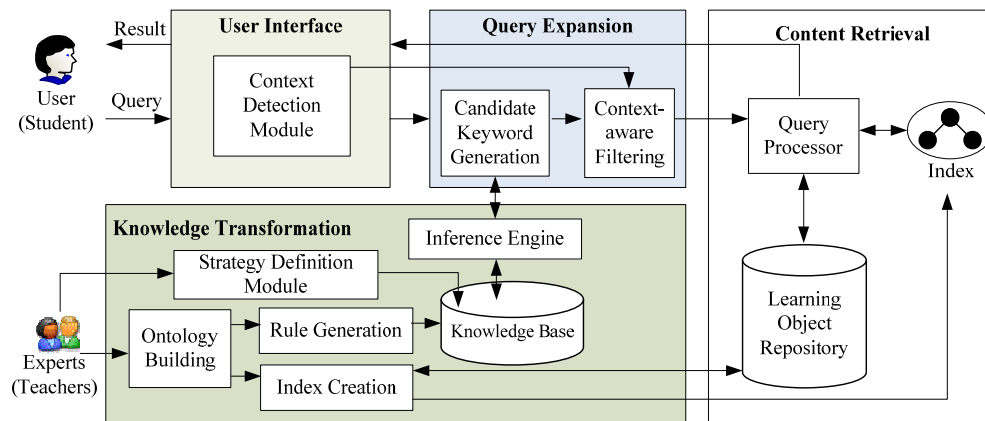 Result
User
(Student)
Query
User Interface
Context
Detection
Module
Query Expansion
Candidate
Keyword
Generation
Context-
aware
Filtering
Content Retrieval
Query
Processor
Index
Learning
Object
Repository
Knowledge Transformation
Inference Engine
Strategy Definition
Module
Knowledge Base
Ontology
Building
Rule Generation
Index Creation
Experts
(Teachers)